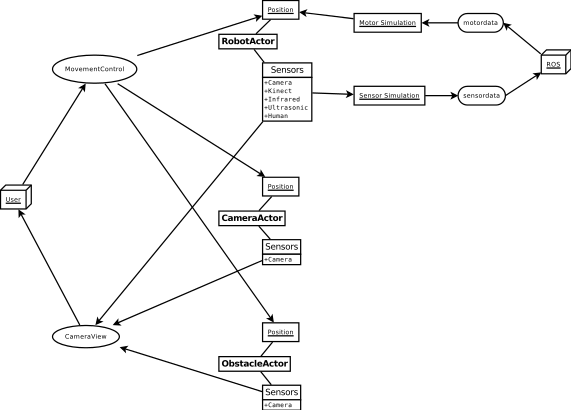 Position
Motor Simulation
motordata
RobotActor
MovementControl
Sensors
ROS
+Camera
+Kinect
+Infrared
+Ultrasonic
+Human
Sensor Simulation
sensordata
Position
User
CameraActor
Sensors
+Camera
Position
CameraView
ObstacleActor
Sensors
+Camera